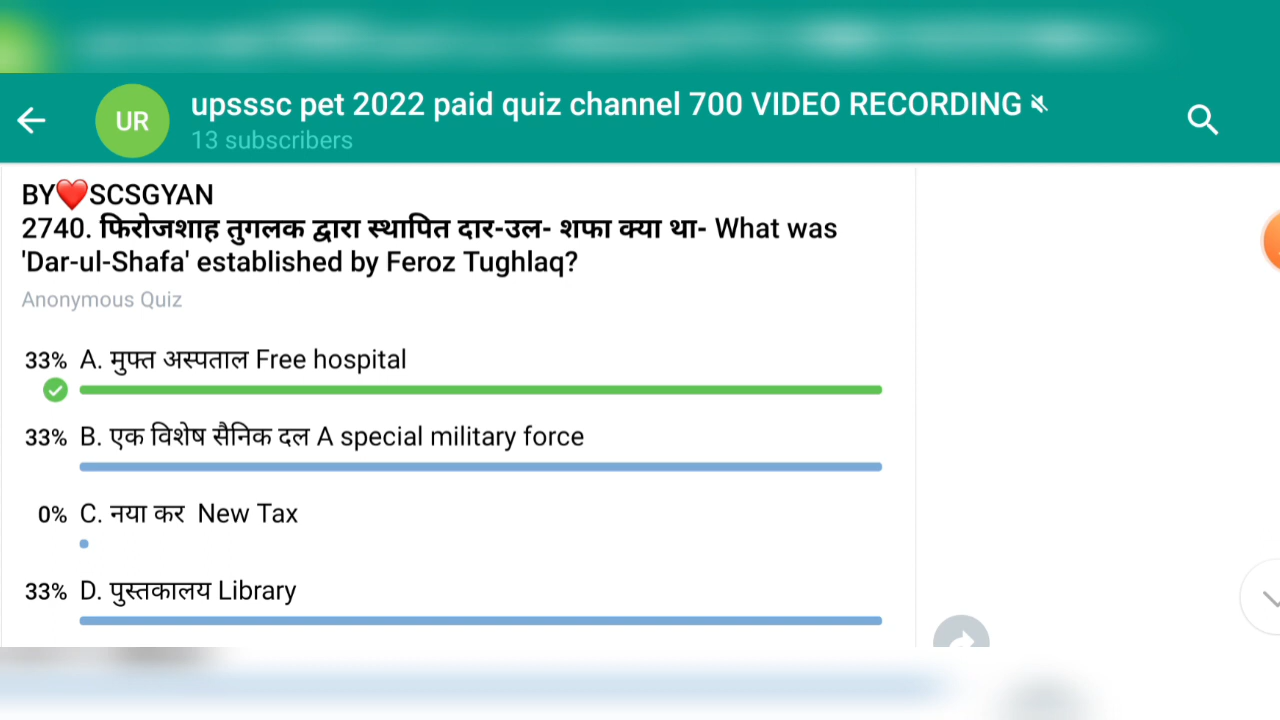 UR
upsssc pet 2022 paid quiz channel 700 VIDEO RECORDING
13 subscribers
BY❤️SCSGYAN
2740. फिरोजशाह तुगलक द्वारा स्थापित दार-उल- शफा क्या था- What was
'Dar-ul-Shafa' established by Feroz Tughlaq?
Anonymous Quiz
33% A. मुफ्त अस्पताल Free hospital
33% B. एक विशेष सैनिक दल A special military force
0% C. नया कर  New Tax
33% D. पुस्तकालय Library